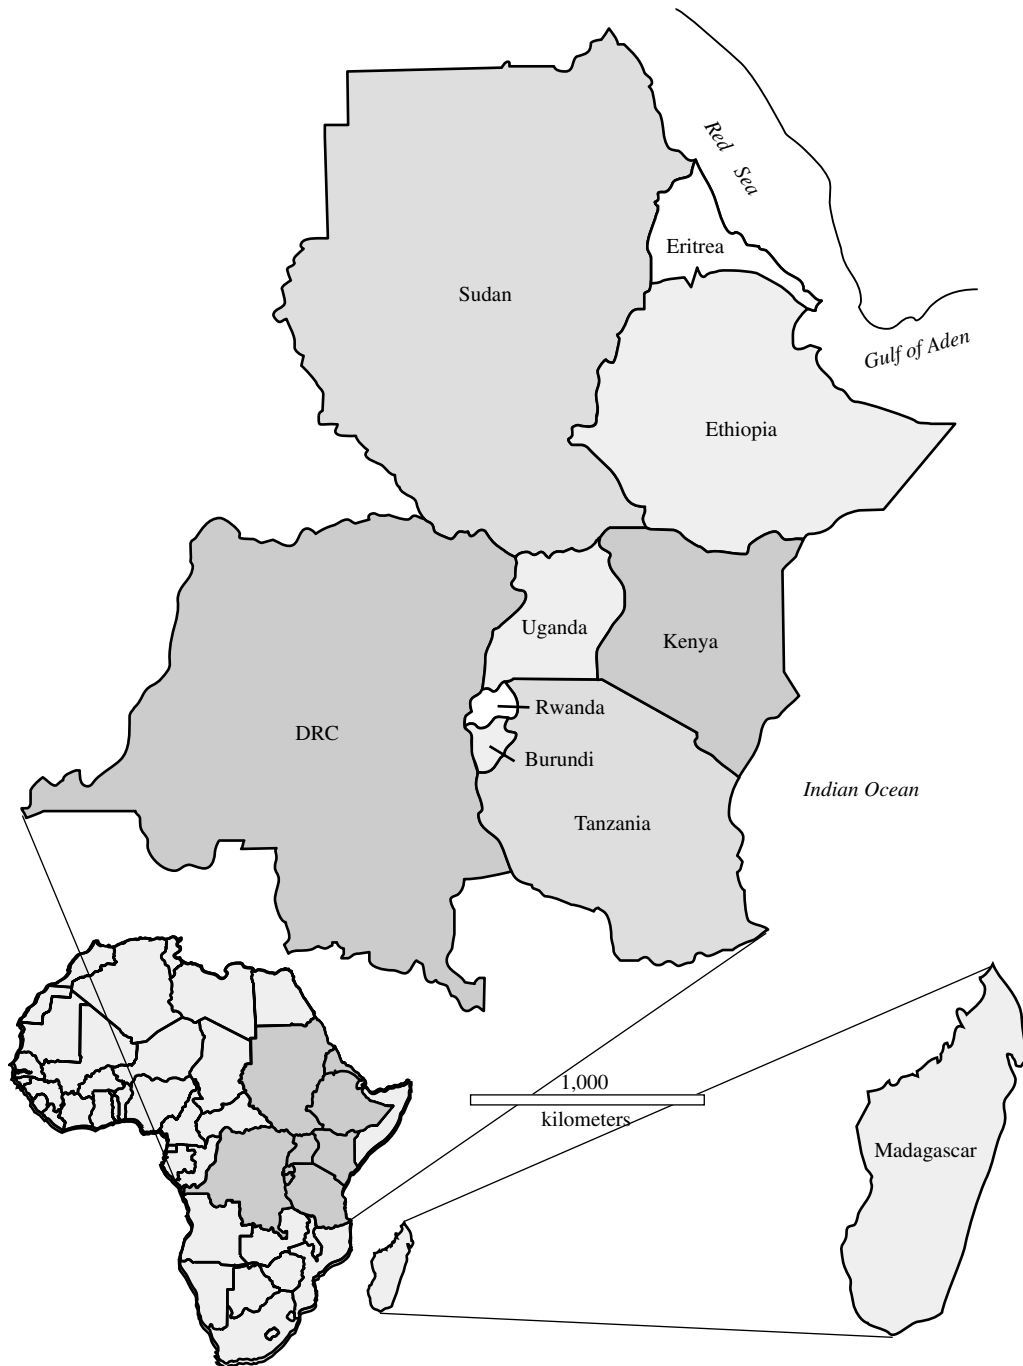 Red Sea
Eritrea
Sudan
Gulf of Aden
Ethiopia
Uganda
Kenya
Rwanda
DRC
Burundi
Indian Ocean
Tanzania
1,000
kilometers
Madagascar